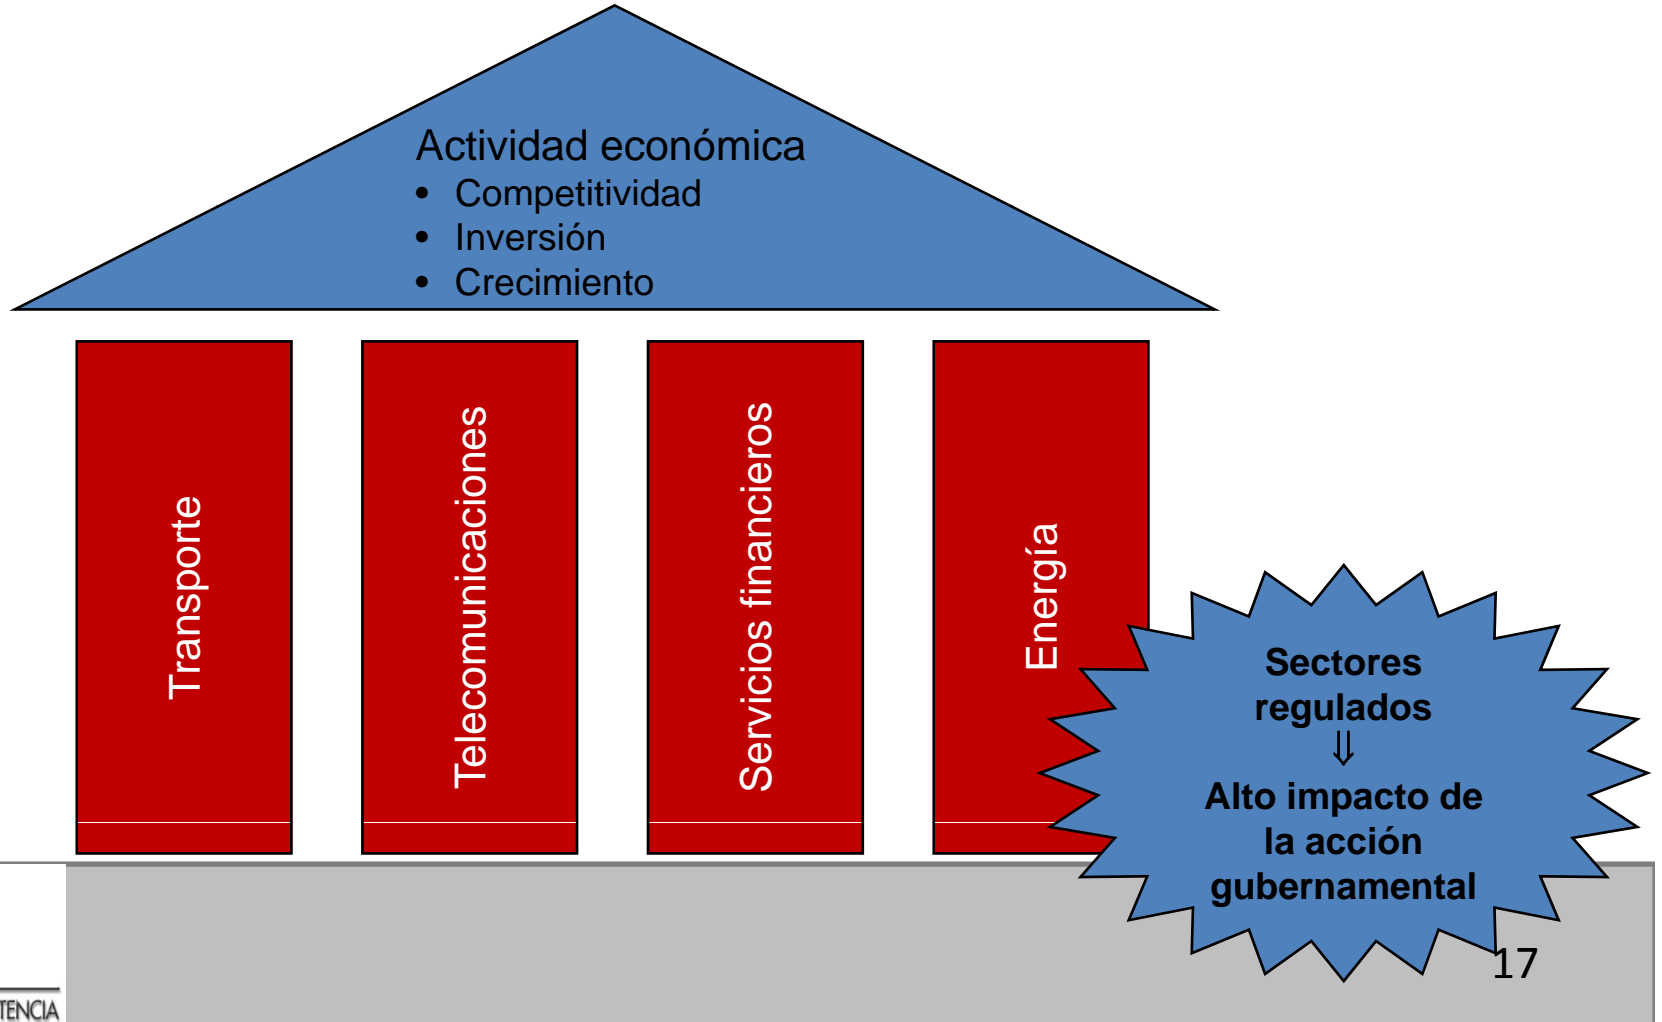 Actividad económica
• Competitividad
• Inversión
• Crecimiento
Transporte
Telecomunicaciones
Servicios financieros
Energía
Sectores
regulados
⇓
Alto impacto de
la acción
gubernamental
17
TENCIA